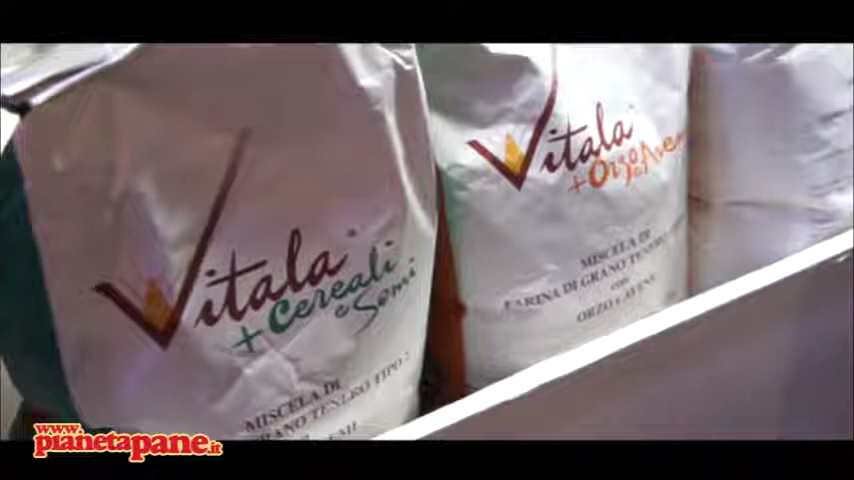 Vitala
+ Cereali
e Semi
MISCELA DI
GRANO TENERO TIPO 2
Vitala
+ Orzo e Aven
MISCELA DI
FARINA DI GRANO TENERO
con
ORZO e AVENA
www.
pianetapane.it